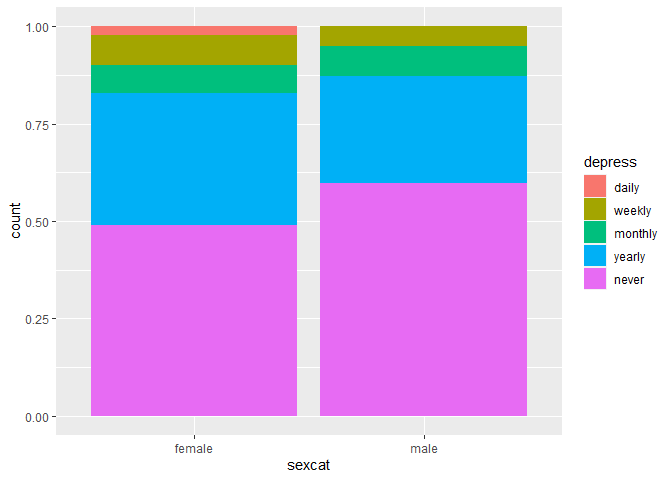 1.00
0.75
0.50
0.25
0.00
count
female
male
sexcat
depress
daily
weekly
monthly
yearly
never